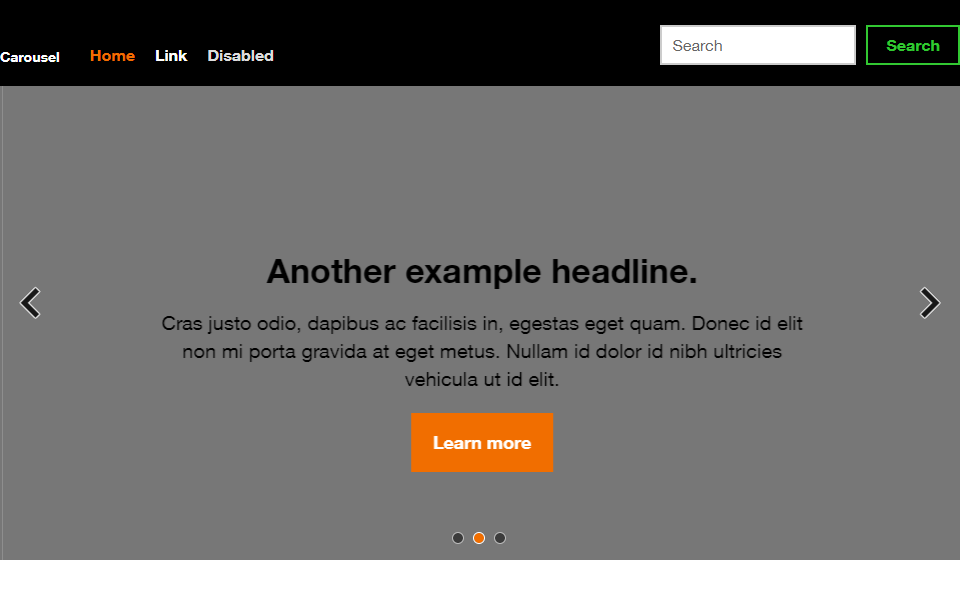 Carousel Home Link Disabled Search Search
Another example headline.
Cras justo odio, dapibus ac facilisis in, egestas eget quam. Donec id elit
non mi porta gravida at eget metus. Nullam id dolor id nibh ultricies
vehicula ut id elit.
Learn more